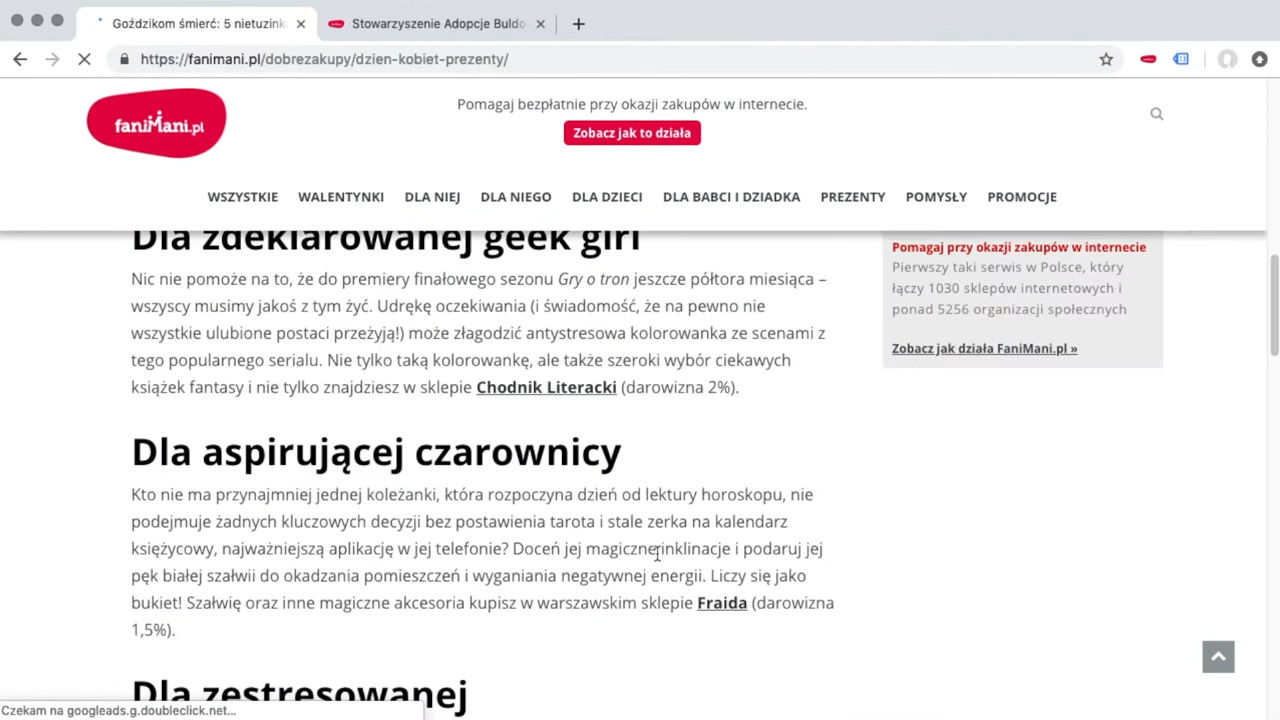 Goździkom śmierć: 5 nietuzink
Stowarzyszenie Adopcje Buldo
https://fanimani.pl/dobrezakupy/dzien-kobiet-prezenty/
faniMani.pl
Pomagaj bezpłatnie przy okazji zakupów w internecie.
Zobacz jak to działa
WSZYSTKIE WALENTYNKI DLA NIEJ DLA NIEGO DLA DZIECI DLA BABCI I DZIADKA PREZENTY POMYSŁY PROMOCJE
Dla zdeklarowanej geek girl
Nic nie pomoże na to, że do premiery finałowego sezonu Gry o tron jeszcze półtora miesiąca –
wszyscy musimy jakoś z tym żyć. Udrękę oczekiwania (i świadomość, że na pewno nie
wszystkie ulubione postaci przeżyją!) może złagodzić antystresowa kolorowanka ze scenami z
tego popularnego serialu. Nie tylko taką kolorowankę, ale także szeroki wybór ciekawych
książek fantasy i nie tylko znajdziesz w sklepie Chodnik Literacki (darowizna 2%).
Pomagaj przy okazji zakupów w internecie
Pierwszy taki serwis w Polsce, który
łączy 1030 sklepów internetowych i
ponad 5256 organizacji społecznych
Zobacz jak działa FaniMani.pl »
Dla aspirującej czarownicy
Kto nie ma przynajmniej jednej koleżanki, która rozpoczyna dzień od lektury horoskopu, nie
podejmuje żadnych kluczowych decyzji bez postawienia tarota i stale zerka na kalendarz
księżycowy, najważniejszą aplikację w jej telefonie? Doceń jej magiczne inklinacje i podaruj jej
pęk białej szałwii do okadzania pomieszczeń i wyganiania negatywnej energii. Liczy się jako
bukiet! Szałwię oraz inne magiczne akcesoria kupisz w warszawskim sklepie Fraida (darowizna
1,5%).
Dla zestresowanej
Czekam na googleads.g.doubleclick.net...